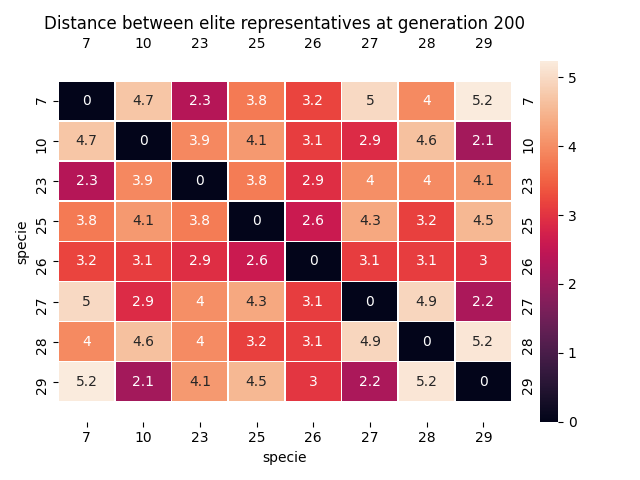 Distance between elite representatives at generation 200
7 10 23 25 26 27 28 29
7 0 4.7 2.3 3.8 3.2 5 4 5.2 7
10 4.7 0 3.9 4.1 3.1 2.9 4.6 2.1 10
23 2.3 3.9 0 3.8 2.9 4 4 4.1 23
25 3.8 4.1 3.8 0 2.6 4.3 3.2 4.5 25
26 3.2 3.1 2.9 2.6 0 3.1 3.1 3 26
27 5 2.9 4 4.3 3.1 0 4.9 2.2 27
28 4 4.6 4 3.2 3.1 4.9 0 5.2 28
29 5.2 2.1 4.1 4.5 3 2.2 5.2 0 29
7 10 23 25 26 27 28 29
specie
specie
5
4
3
2
1
0